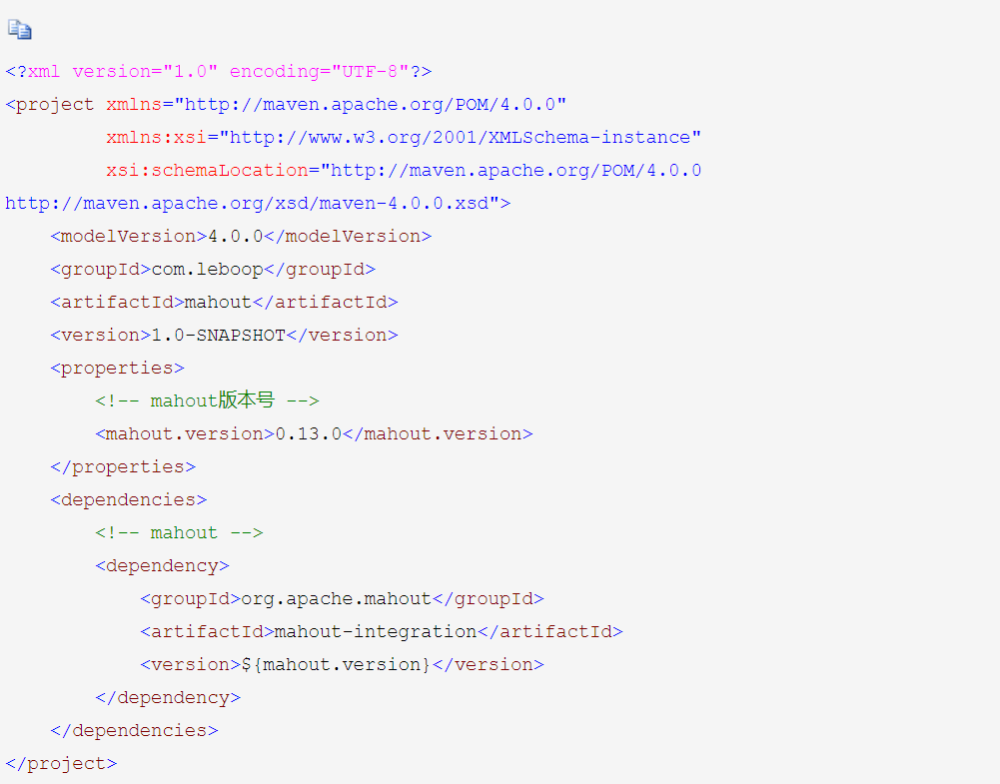 <?xml version="1.0" encoding="UTF-8"?>
<project xmlns="http://maven.apache.org/POM/4.0.0"
         xmlns:xsi="http://www.w3.org/2001/XMLSchema-instance"
         xsi:schemaLocation="http://maven.apache.org/POM/4.0.0
http://maven.apache.org/xsd/maven-4.0.0.xsd">
    <modelVersion>4.0.0</modelVersion>
    <groupId>com.leboop</groupId>
    <artifactId>mahout</artifactId>
    <version>1.0-SNAPSHOT</version>
    <properties>
        <!-- mahout版本号 -->
        <mahout.version>0.13.0</mahout.version>
    </properties>
    <dependencies>
        <!-- mahout -->
        <dependency>
            <groupId>org.apache.mahout</groupId>
            <artifactId>mahout-integration</artifactId>
            <version>${mahout.version}</version>
        </dependency>
    </dependencies>
</project>